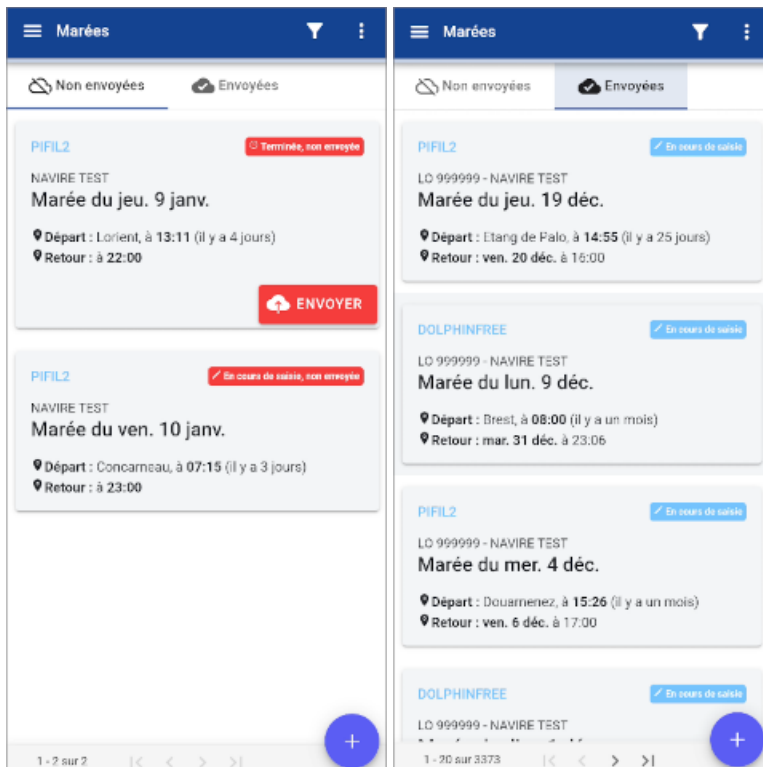 Marées
Non envoyées
Envoyées
PIFIL2
Terminée, non envoyée
NAVIRE TEST
Marée du jeu. 9 janv.
Départ : Lorient, à 13:11 (il y a 4 jours)
Retour : à 22:00
ENVOYER
PIFIL2
En cours de saisie, non envoyée
NAVIRE TEST
Marée du ven. 10 janv.
Départ : Concarneau, à 07:15 (il y a 3 jours)
Retour : à 23:00
+
1 - 2 sur 2 |< < > >|
Marées
Non envoyées
Envoyées
PIFIL2
En cours de saisie
LO 999999 - NAVIRE TEST
Marée du jeu. 19 déc.
Départ : Etang de Palo, à 14:55 (il y a 25 jours)
Retour : ven. 20 déc. à 16:00
DOLPHINFREE
En cours de saisie
LO 999999 - NAVIRE TEST
Marée du lun. 9 déc.
Départ : Brest, à 08:00 (il y a un mois)
Retour : mar. 31 déc. à 23:06
PIFIL2
En cours de saisie
LO 999999 - NAVIRE TEST
Marée du mer. 4 déc.
Départ : Douarnenez, à 15:26 (il y a un mois)
Retour : ven. 6 déc. à 17:00
DOLPHINFREE
En cours de saisie
LO 999999 - NAVIRE TEST
+
1 - 20 sur 3373 |< < > >|